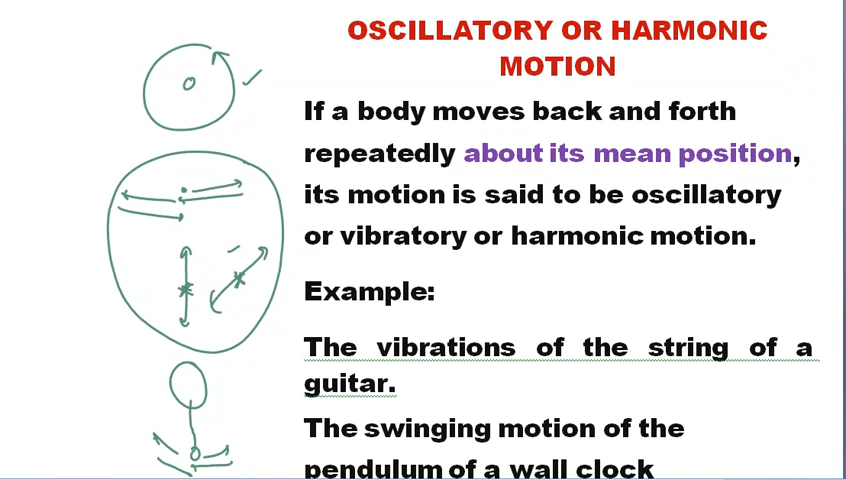 OSCILLATORY OR HARMONIC
MOTION
If a body moves back and forth
repeatedly about its mean position,
its motion is said to be oscillatory
or vibratory or harmonic motion.
Example:
The vibrations of the string of a
guitar.
The swinging motion of the
pendulum of a wall clock